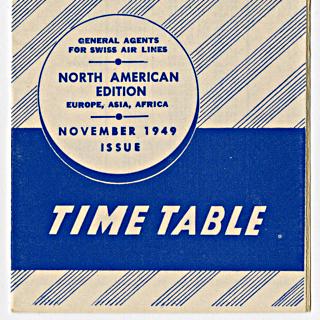 GENERAL AGENTS
FOR SWISS AIR LINES
NORTH AMERICAN
EDITION
EUROPE, ASIA, AFRICA
NOVEMBER 1949
ISSUE
TIME TABLE